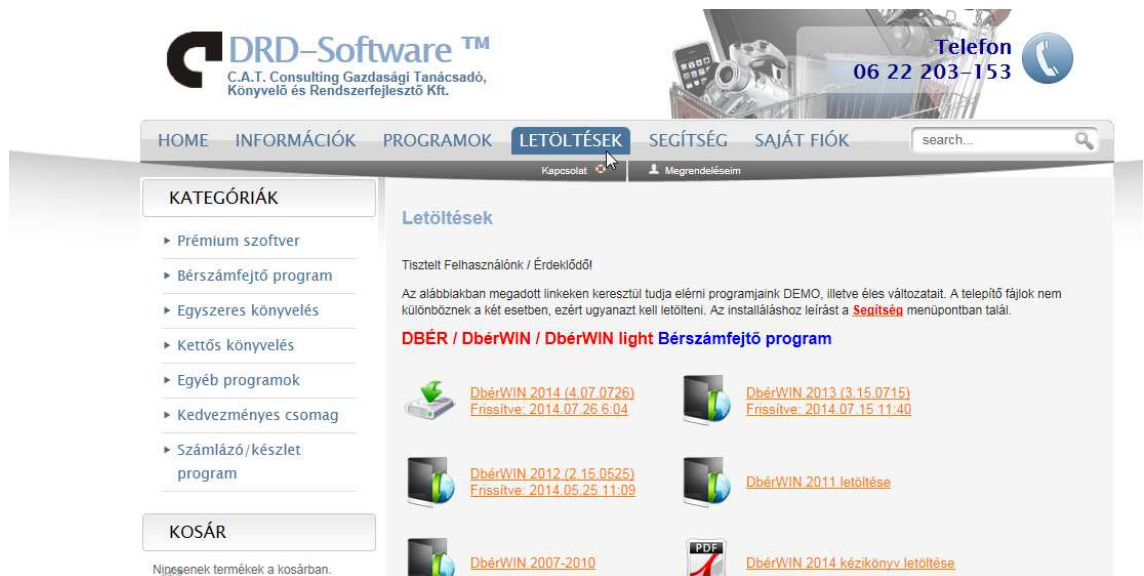 DRD–Software ™
C.A.T. Consulting Gazdasági Tanácsadó,
Könyvelő és Rendszerfejlesztő Kft.
Telefon
06 22 203–153
HOME INFORMÁCIÓK PROGRAMOK LETÖLTÉSEK SEGÍTSÉG SAJÁT FIÓK search...
Kapcsolat Megrendeléseim
KATEGÓRIÁK
Prémium szoftver
Bérszámfejtő program
Egyszeres könyvelés
Kettős könyvelés
Egyéb programok
Kedvezményes csomag
Számlázó/készlet
program
KOSÁR
Nincsenek termékek a kosárban.
Letöltések
Tisztelt Felhasználónk / Érdeklődő!
Az alábbiakban megadott linkeken keresztül tudja elérni programjaink DEMO, illetve éles változatait. A telepítő fájlok nem
különböznek a két esetben, ezért ugyanazt kell letölteni. Az installáláshoz leírást a Segítség menüpontban talál.
DBÉR / DbérWIN / DbérWIN light Bérszámfejtő program
DbérWIN 2014 (4.07.0726)
Frissítve: 2014.07.26 6:04
DbérWIN 2013 (3.15.0715)
Frissítve: 2014.07.15 11:40
DbérWIN 2012 (2.15.0525)
Frissítve: 2014.05.25 11:09
DbérWIN 2011 letöltése
DbérWIN 2007-2010
PDF
DbérWIN 2014 kézikönyv letöltése